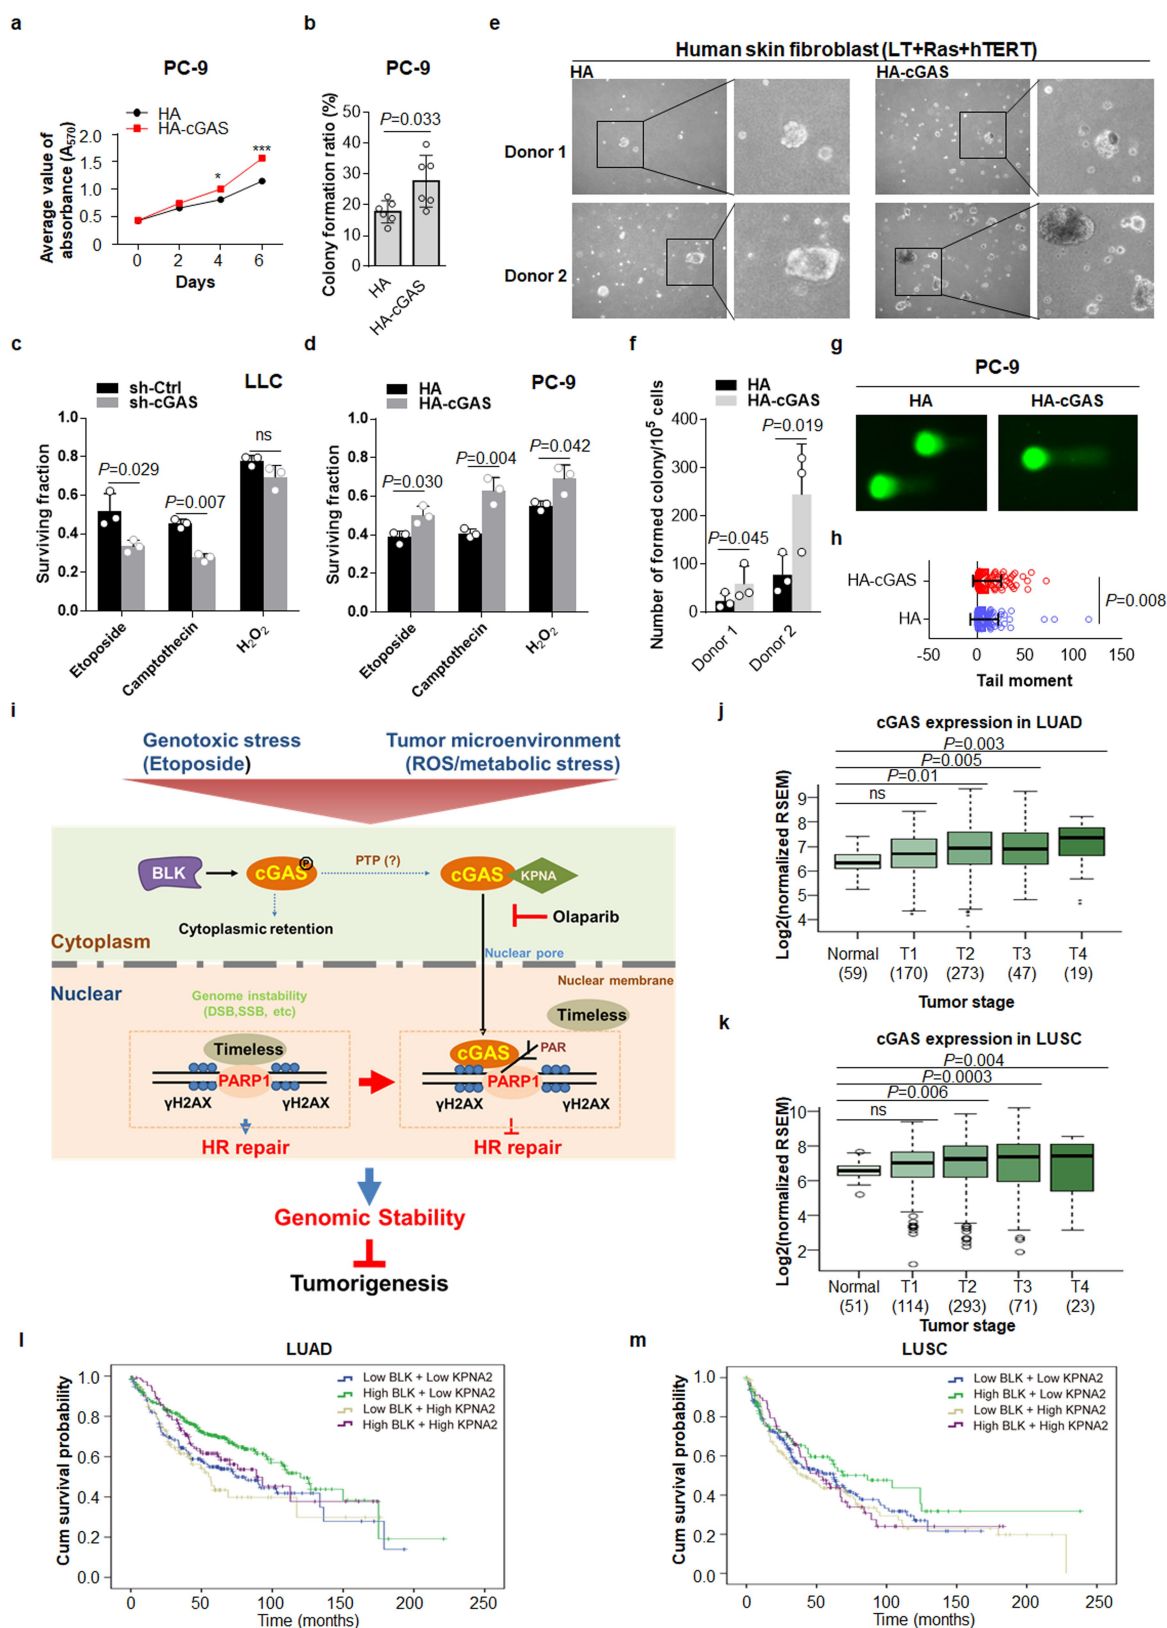 a
PC-9
HA
HA-cGAS
Average value of
absorbance (A570)
2.0
1.5
1.0
0.5
0
*
***
0 2 4 6
Days
b
PC-9
Colony formation ratio (%)
50
40
30
20
10
0
P=0.033
HA
HA-cGAS
e
Human skin fibroblast (LT+Ras+hTERT)
HA
HA-cGAS
Donor 1
Donor 2
c
sh-Ctrl
sh-cGAS
LLC
Surviving fraction
1.0
0.8
0.6
0.4
0.2
0.0
P=0.029
P=0.007
ns
Etoposide
Camptothecin
H2O2
d
HA
HA-cGAS
PC-9
Surviving fraction
1.0
0.8
0.6
0.4
0.2
0.0
P=0.030
P=0.004
P=0.042
Etoposide
Camptothecin
H2O2
f
HA
HA-cGAS
Number of formed colony/10⁵ cells
400
300
200
100
0
P=0.045
P=0.019
Donor 1
Donor 2
g
PC-9
HA
HA-cGAS
h
HA-cGAS
HA
P=0.008
-50 0 50 100 150
Tail moment
i
Genotoxic stress
(Etoposide)
Tumor microenvironment
(ROS/metabolic stress)
BLK
cGAS
P
PTP (?)
cGAS
KPNA
Cytoplasmic retention
Olaparib
Cytoplasm
Nuclear pore
Nuclear
Nuclear membrane
Genome instability
(DSB,SSB, etc)
Timeless
Timeless
PARP1
γH2AX
γH2AX
HR repair
cGAS
PAR
PARP1
γH2AX
γH2AX
HR repair
Genomic Stability
Tumorigenesis
j
cGAS expression in LUAD
P=0.003
P=0.005
P=0.01
ns
Log2(normalized RSEM)
9
8
7
6
5
4
Normal T1 T2 T3 T4
(59) (170) (273) (47) (19)
Tumor stage
k
cGAS expression in LUSC
P=0.004
P=0.0003
P=0.006
ns
Log2(normalized RSEM)
10
8
6
4
2
Normal T1 T2 T3 T4
(51) (114) (293) (71) (23)
Tumor stage
l
LUAD
Low BLK + Low KPNA2
High BLK + Low KPNA2
Low BLK + High KPNA2
High BLK + High KPNA2
Cum survival probability
1.0
0.8
0.6
0.4
0.2
0.0
0 50 100 150 200 250
Time (months)
m
LUSC
Low BLK + Low KPNA2
High BLK + Low KPNA2
Low BLK + High KPNA2
High BLK + High KPNA2
Cum survival probability
1.0
0.8
0.6
0.4
0.2
0.0
0 50 100 150 200 250
Time (months)